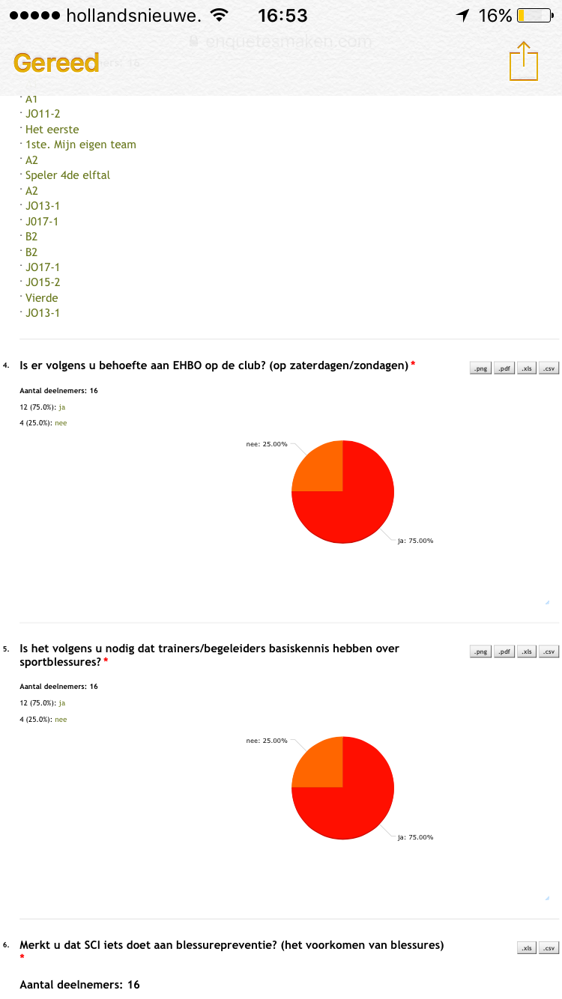 hollandsnieuwe. 16:53 16%
enquetesmaken.com
Gereed
ners: 16
· A1
· JO11-2
· Het eerste
· 1ste. Mijn eigen team
· A2
· Speler 4de elftal
· A2
· JO13-1
· J017-1
· B2
· B2
· JO17-1
· JO15-2
· Vierde
· JO13-1
4. Is er volgens u behoefte aan EHBO op de club? (op zaterdagen/zondagen) * .png .pdf .xls .csv
Aantal deelnemers: 16
12 (75.0%): ja
4 (25.0%): nee
nee: 25.00%
ja: 75.00%
5. Is het volgens u nodig dat trainers/begeleiders basiskennis hebben over .png .pdf .xls .csv
sportblessures? *
Aantal deelnemers: 16
12 (75.0%): ja
4 (25.0%): nee
nee: 25.00%
ja: 75.00%
6. Merkt u dat SCI iets doet aan blessurepreventie? (het voorkomen van blessures) .xls .csv
*
Aantal deelnemers: 16